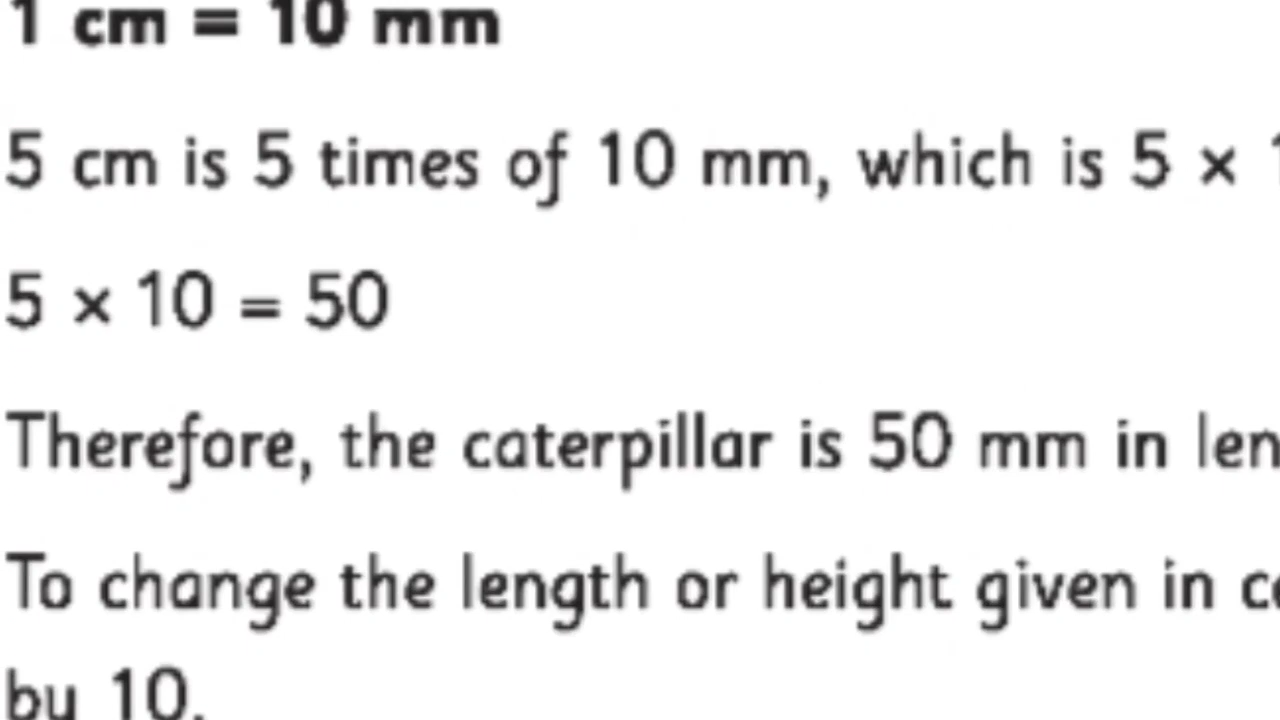 1 cm = 10 mm
5 cm is 5 times of 10 mm, which is 5 ×
5 × 10 = 50
Therefore, the caterpillar is 50 mm in
To change the length or height given in
by 10.